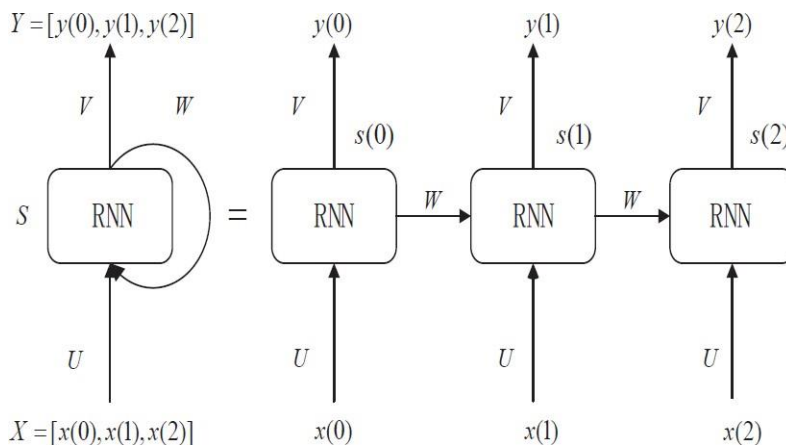 Y=[y(0),y(1),y(2)] y(0) y(1) y(2)
V W V V V
s(0) s(1) s(2)
S RNN = RNN W RNN W RNN
U U U U
X=[x(0),x(1),x(2)] x(0) x(1) x(2)